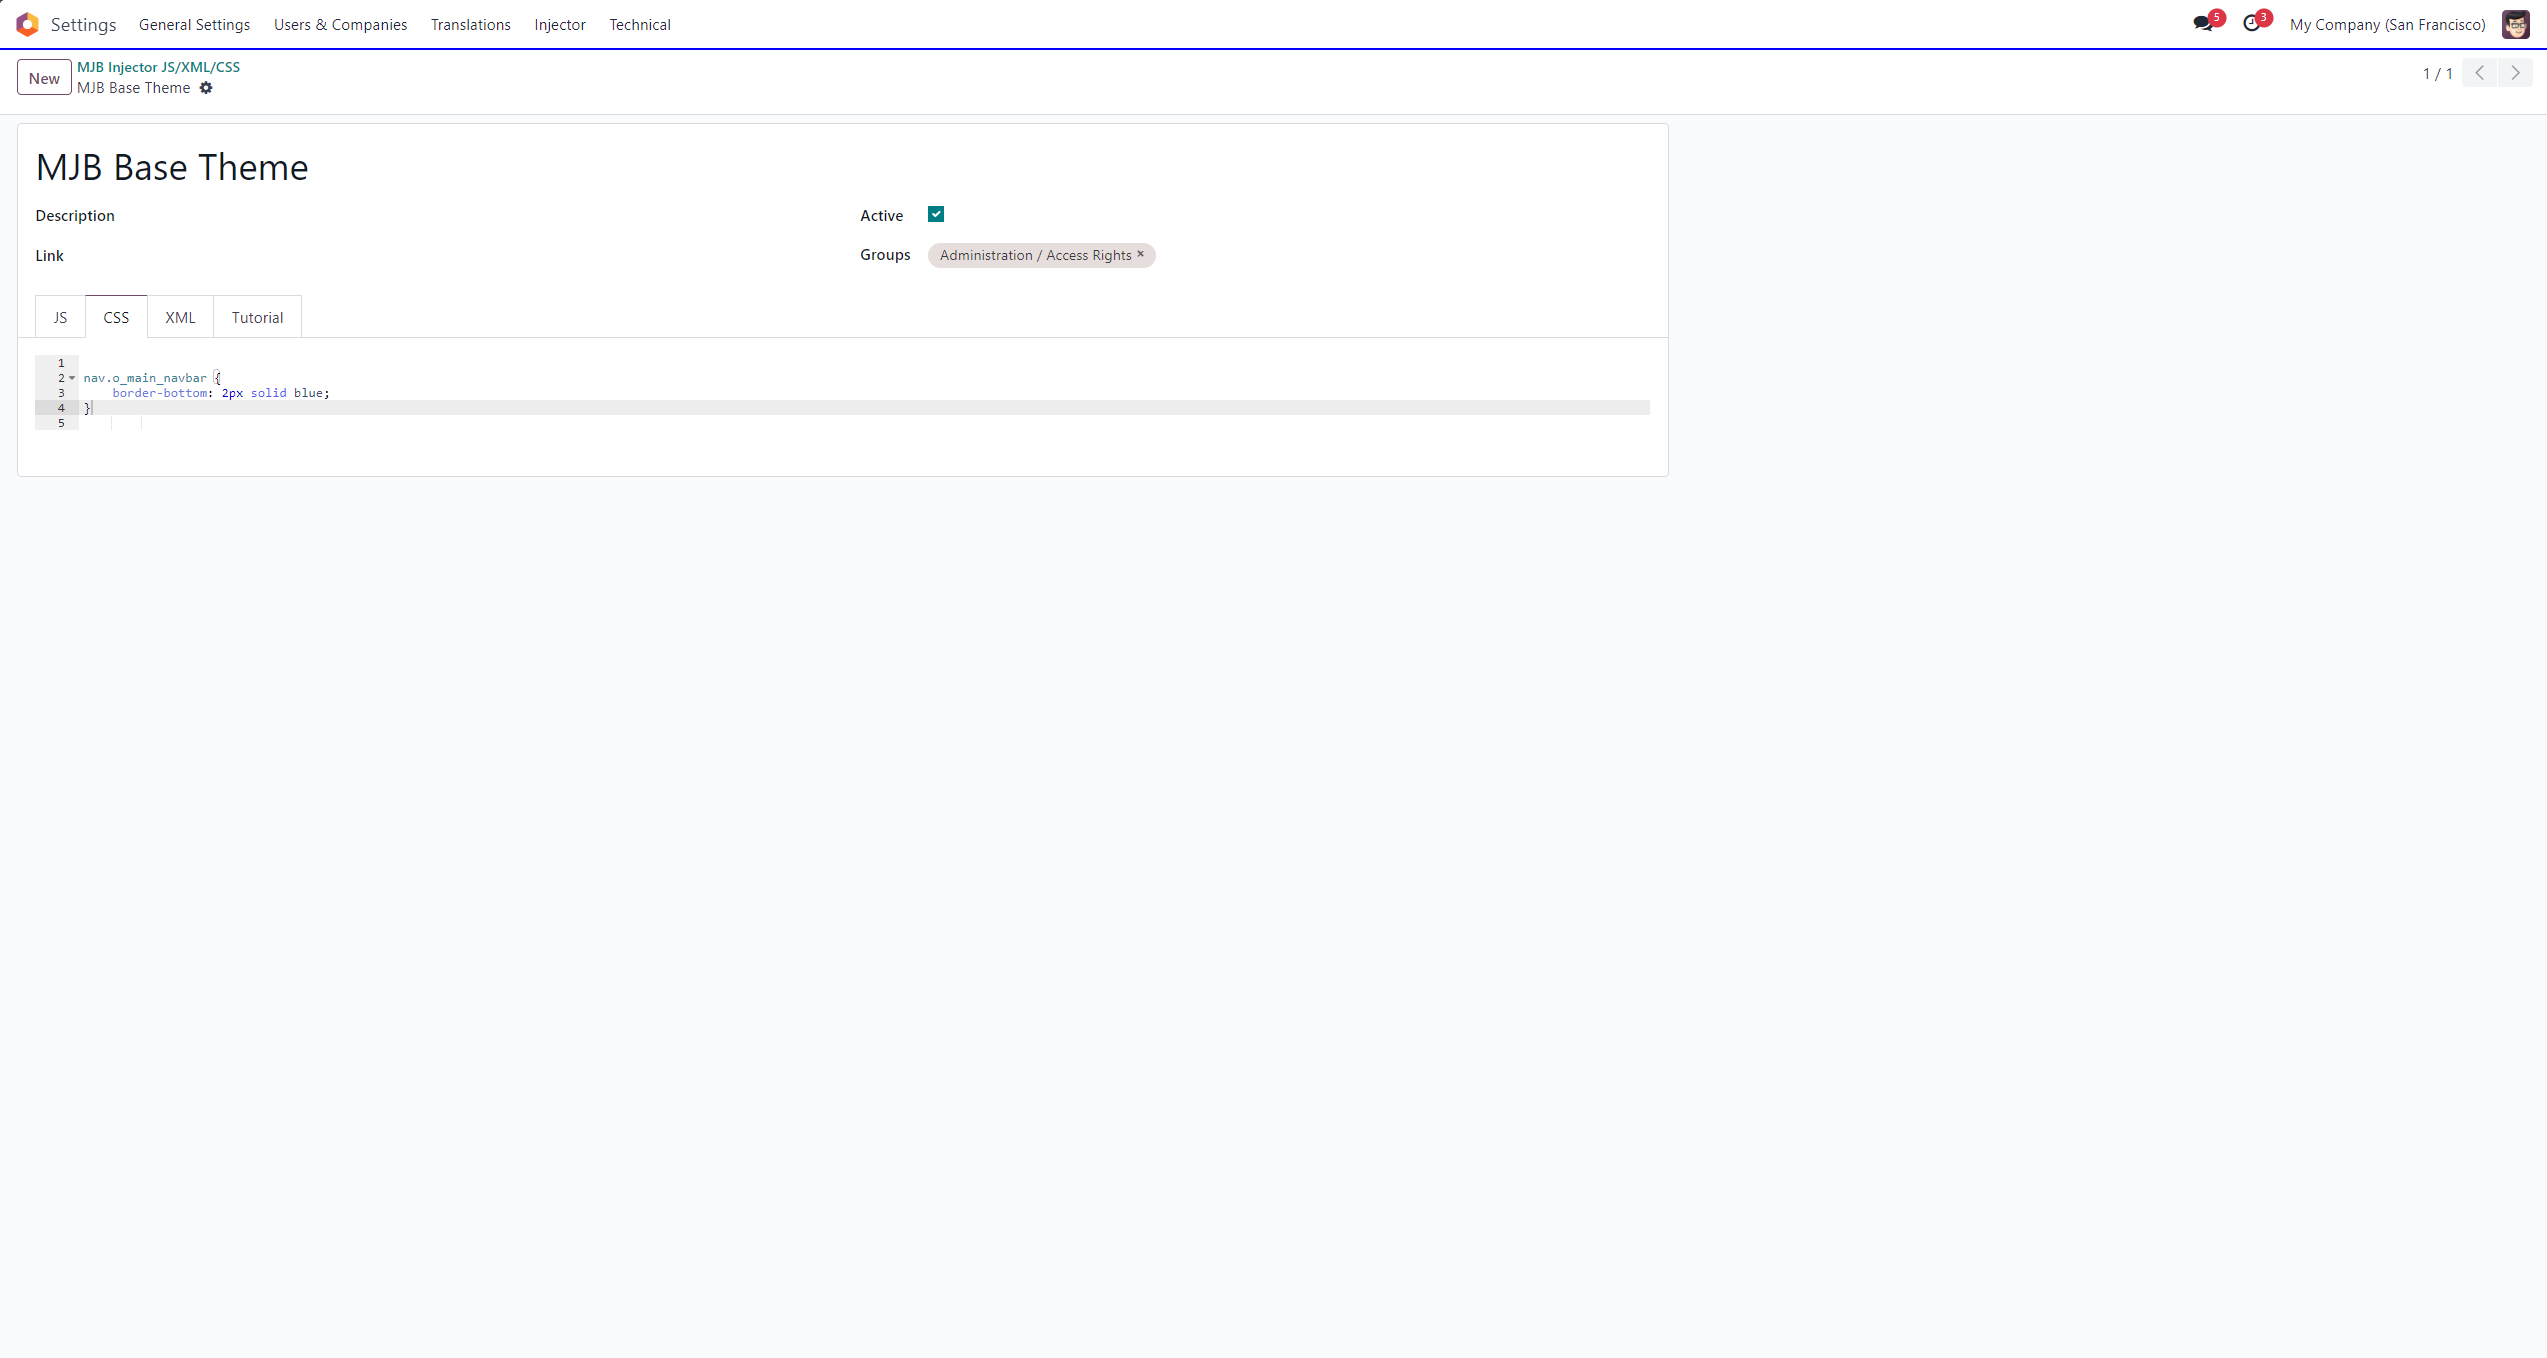 Settings General Settings Users & Companies Translations Injector Technical 5 3 My Company (San Francisco)
New MJB Injector JS/XML/CSS 1 / 1
MJB Base Theme
MJB Base Theme
Description Active
Link Groups Administration / Access Rights ×
JS CSS XML Tutorial
1
2 nav.o_main_navbar {
3 border-bottom: 2px solid blue;
4 }
5